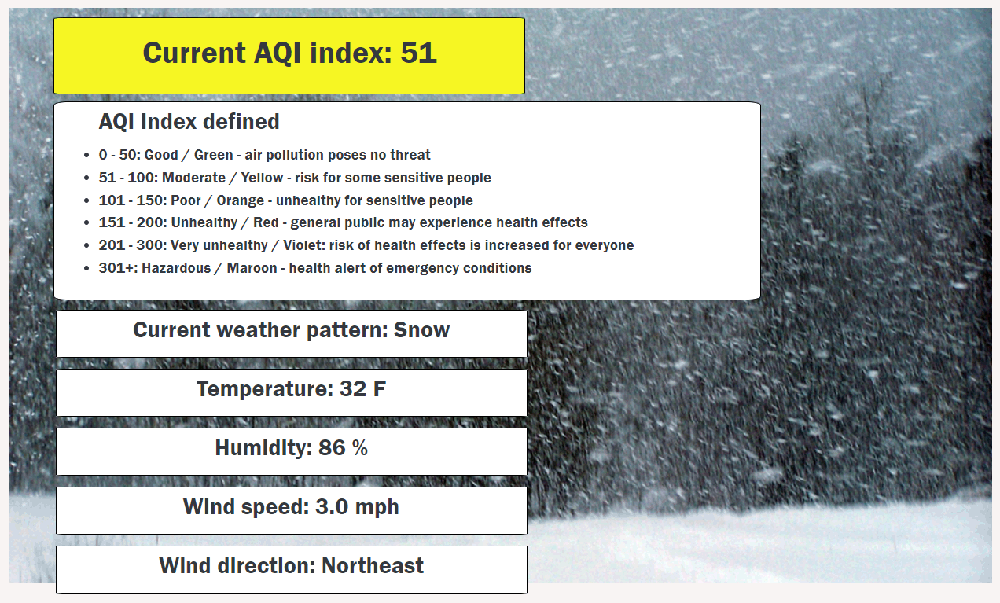 Current AQI index: 51
AQI Index defined
• 0 - 50: Good / Green - air pollution poses no threat
• 51 - 100: Moderate / Yellow - risk for some sensitive people
• 101 - 150: Poor / Orange - unhealthy for sensitive people
• 151 - 200: Unhealthy / Red - general public may experience health effects
• 201 - 300: Very unhealthy / Violet: risk of health effects is increased for everyone
• 301+: Hazardous / Maroon - health alert of emergency conditions
Current weather pattern: Snow
Temperature: 32 F
Humidity: 86 %
Wind speed: 3.0 mph
Wind direction: Northeast